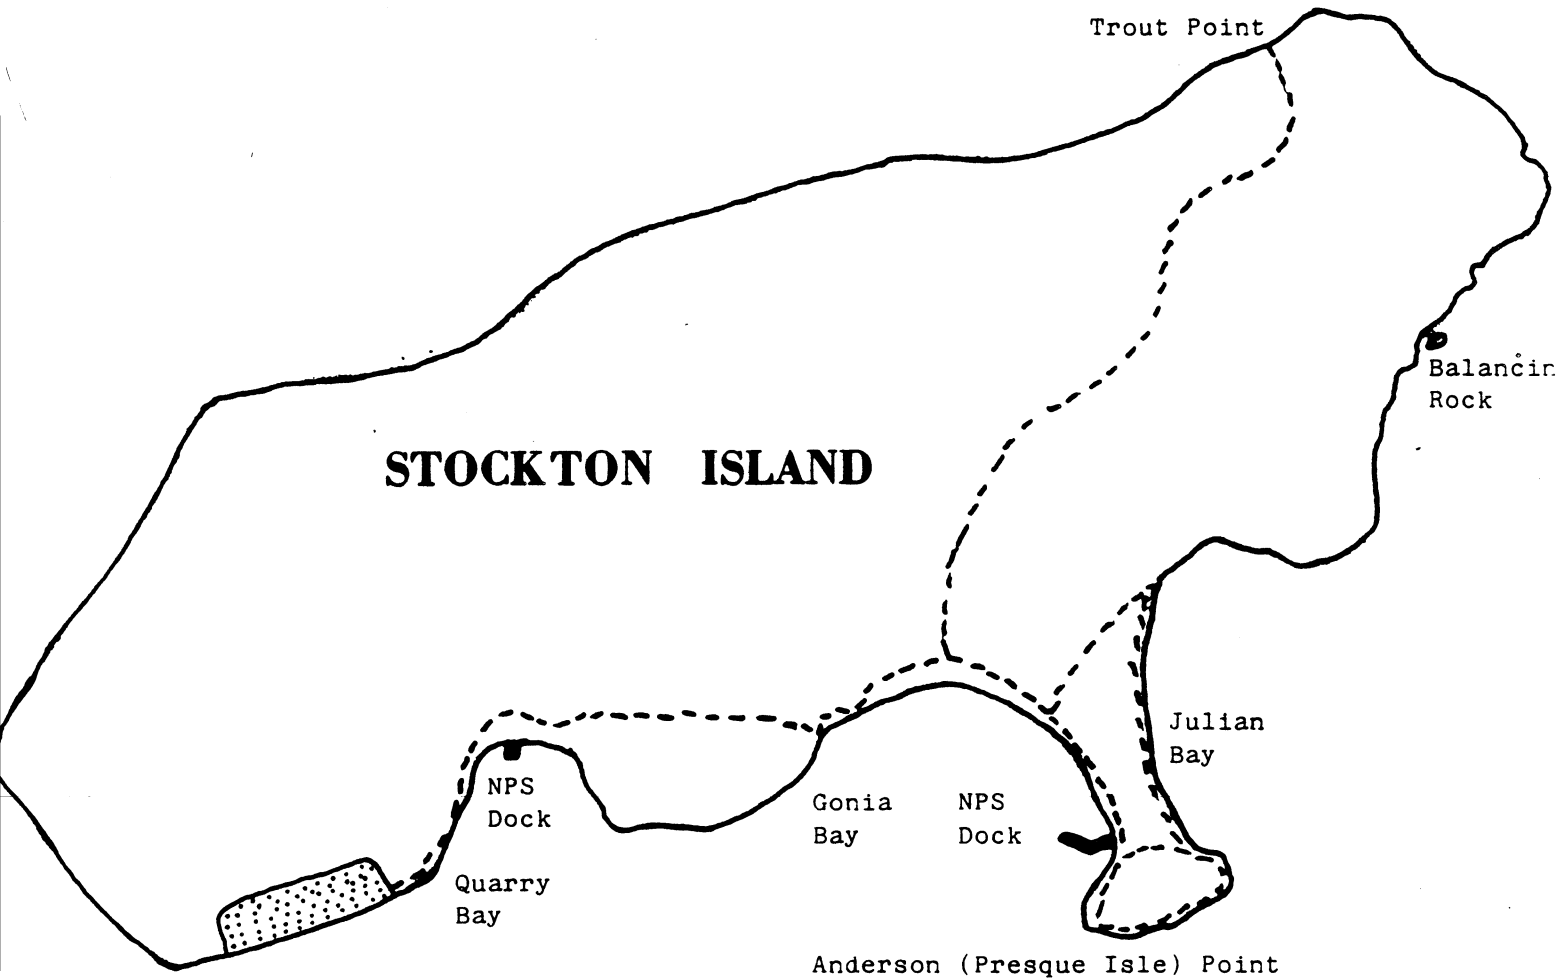 Trout Point
Balancin
Rock
STOCKTON ISLAND
Julian
Bay
NPS
Dock
Gonia
Bay
NPS
Dock
Quarry
Bay
Anderson (Presque Isle) Point